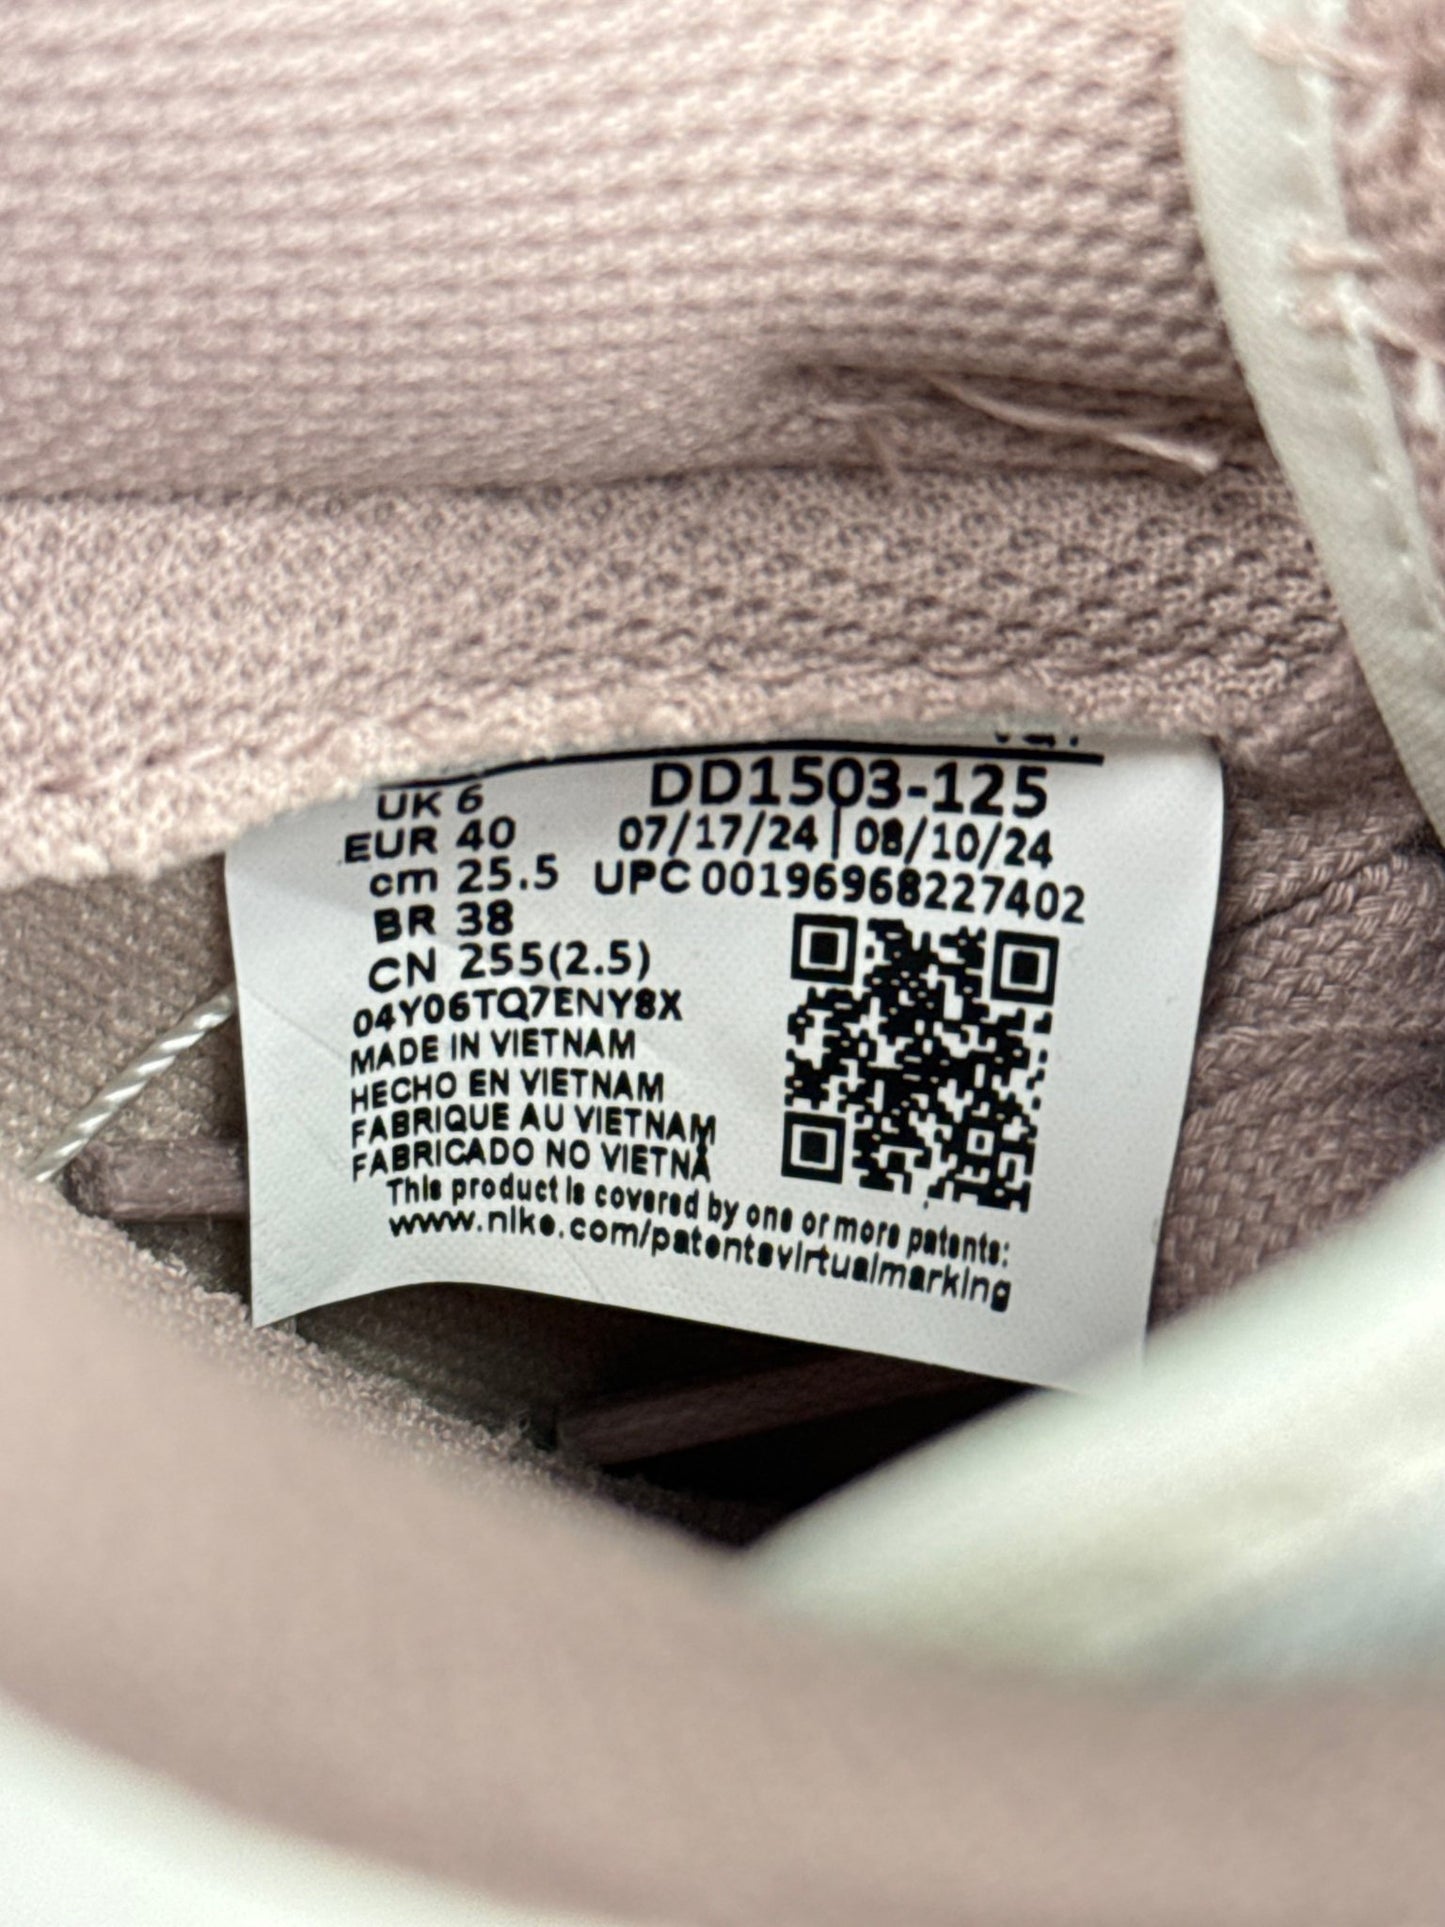 UK 6
EUR 40
cm 25.5
BR 38
CN 255(2.5)
DD1503-125
07/17/24 | 08/10/24
UPC 00196968227402
04Y06TQ7ENY8X
MADE IN VIETNAM
HECHO EN VIETNAM
FABRIQUE AU VIETNAM
FABRICADO NO VIETNÃ
This product is covered by one or more patents:
www.nike.com/patentsvirtualmarking